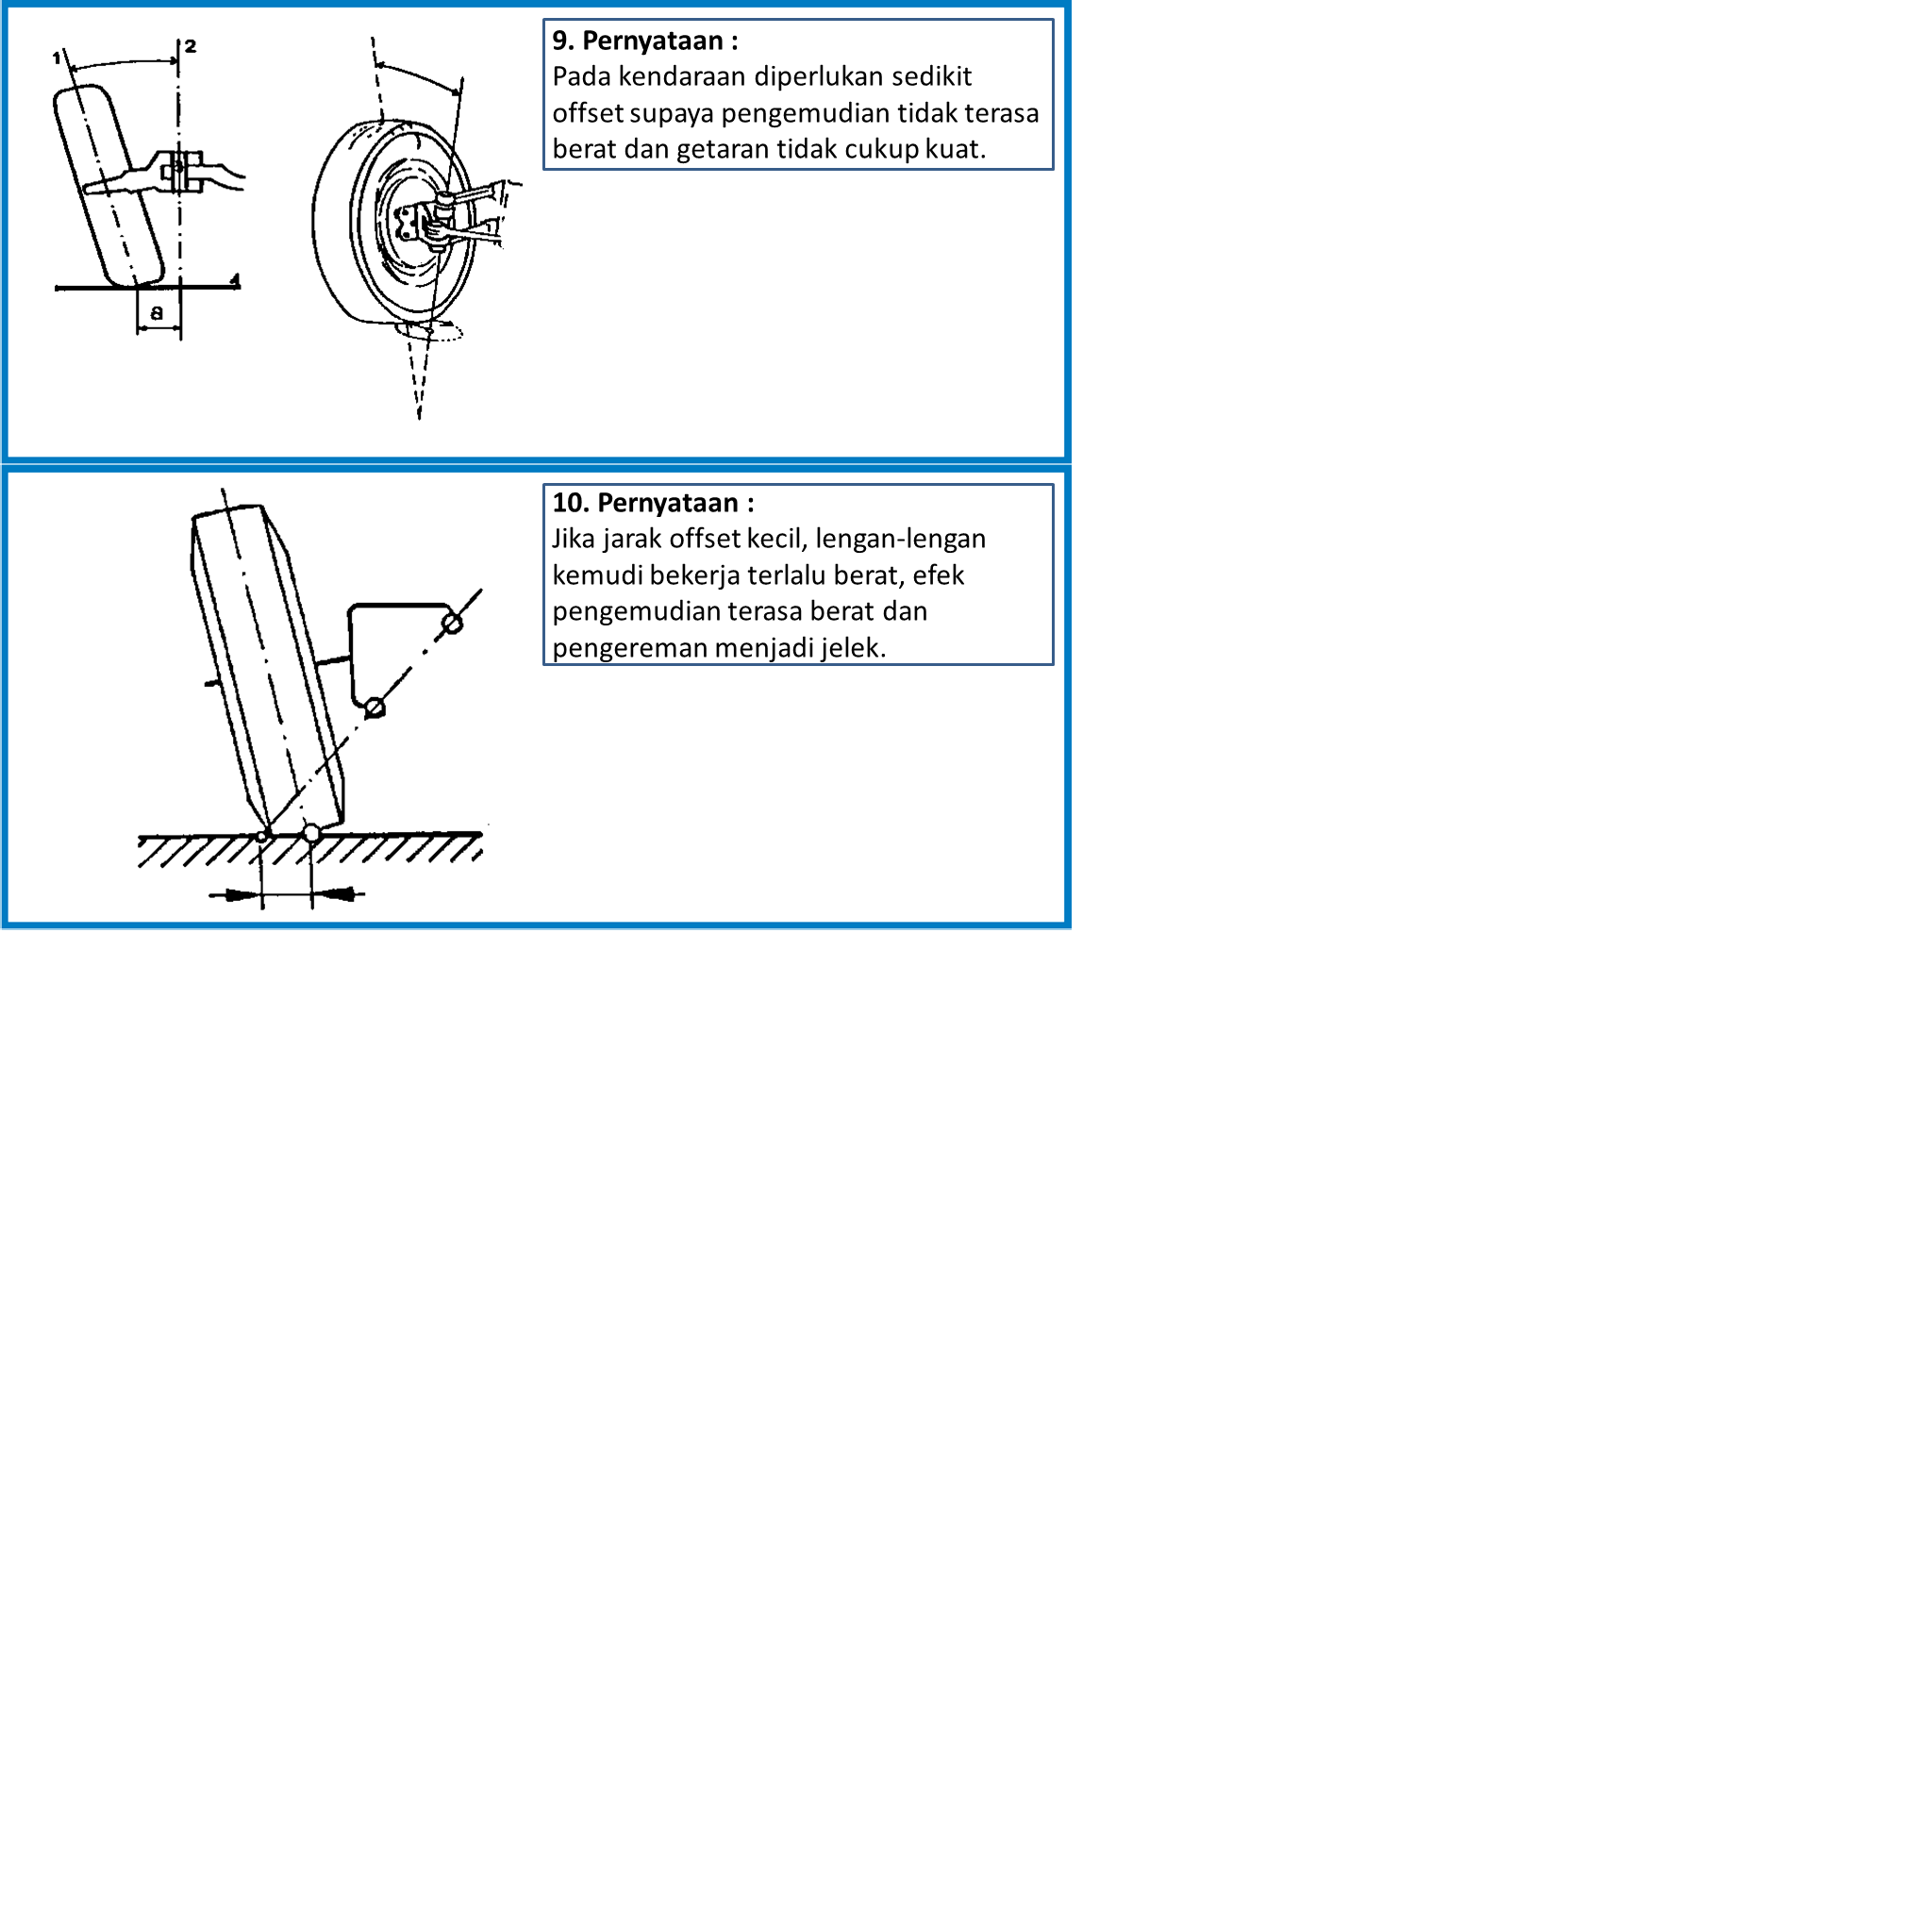 1
2
a
9. Pernyataan :
Pada kendaraan diperlukan sedikit
offset supaya pengemudian tidak terasa
berat dan getaran tidak cukup kuat.
10. Pernyataan :
Jika jarak offset kecil, lengan-lengan
kemudi bekerja terlalu berat, efek
pengemudian terasa berat dan
pengereman menjadi jelek.